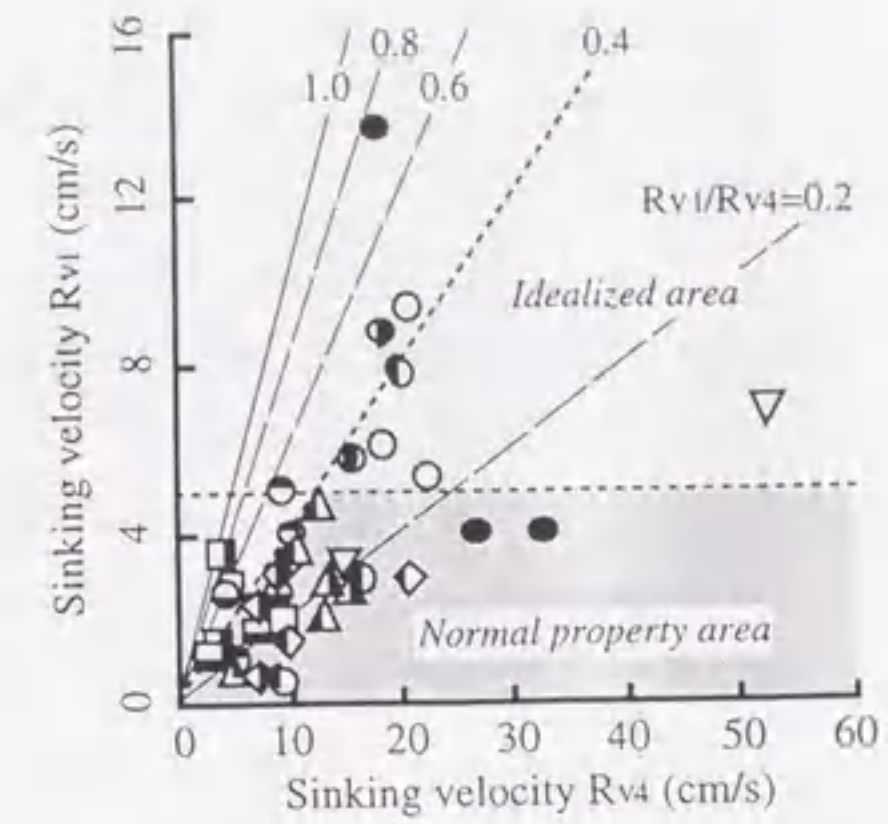 16
12
8
4
0
1.0
0.8
0.6
0.4
Rv1/Rv4=0.2
Idealized area
Normal property area
0 10 20 30 40 50 60
Sinking velocity Rv4 (cm/s)
Sinking velocity Rv1 (cm/s)